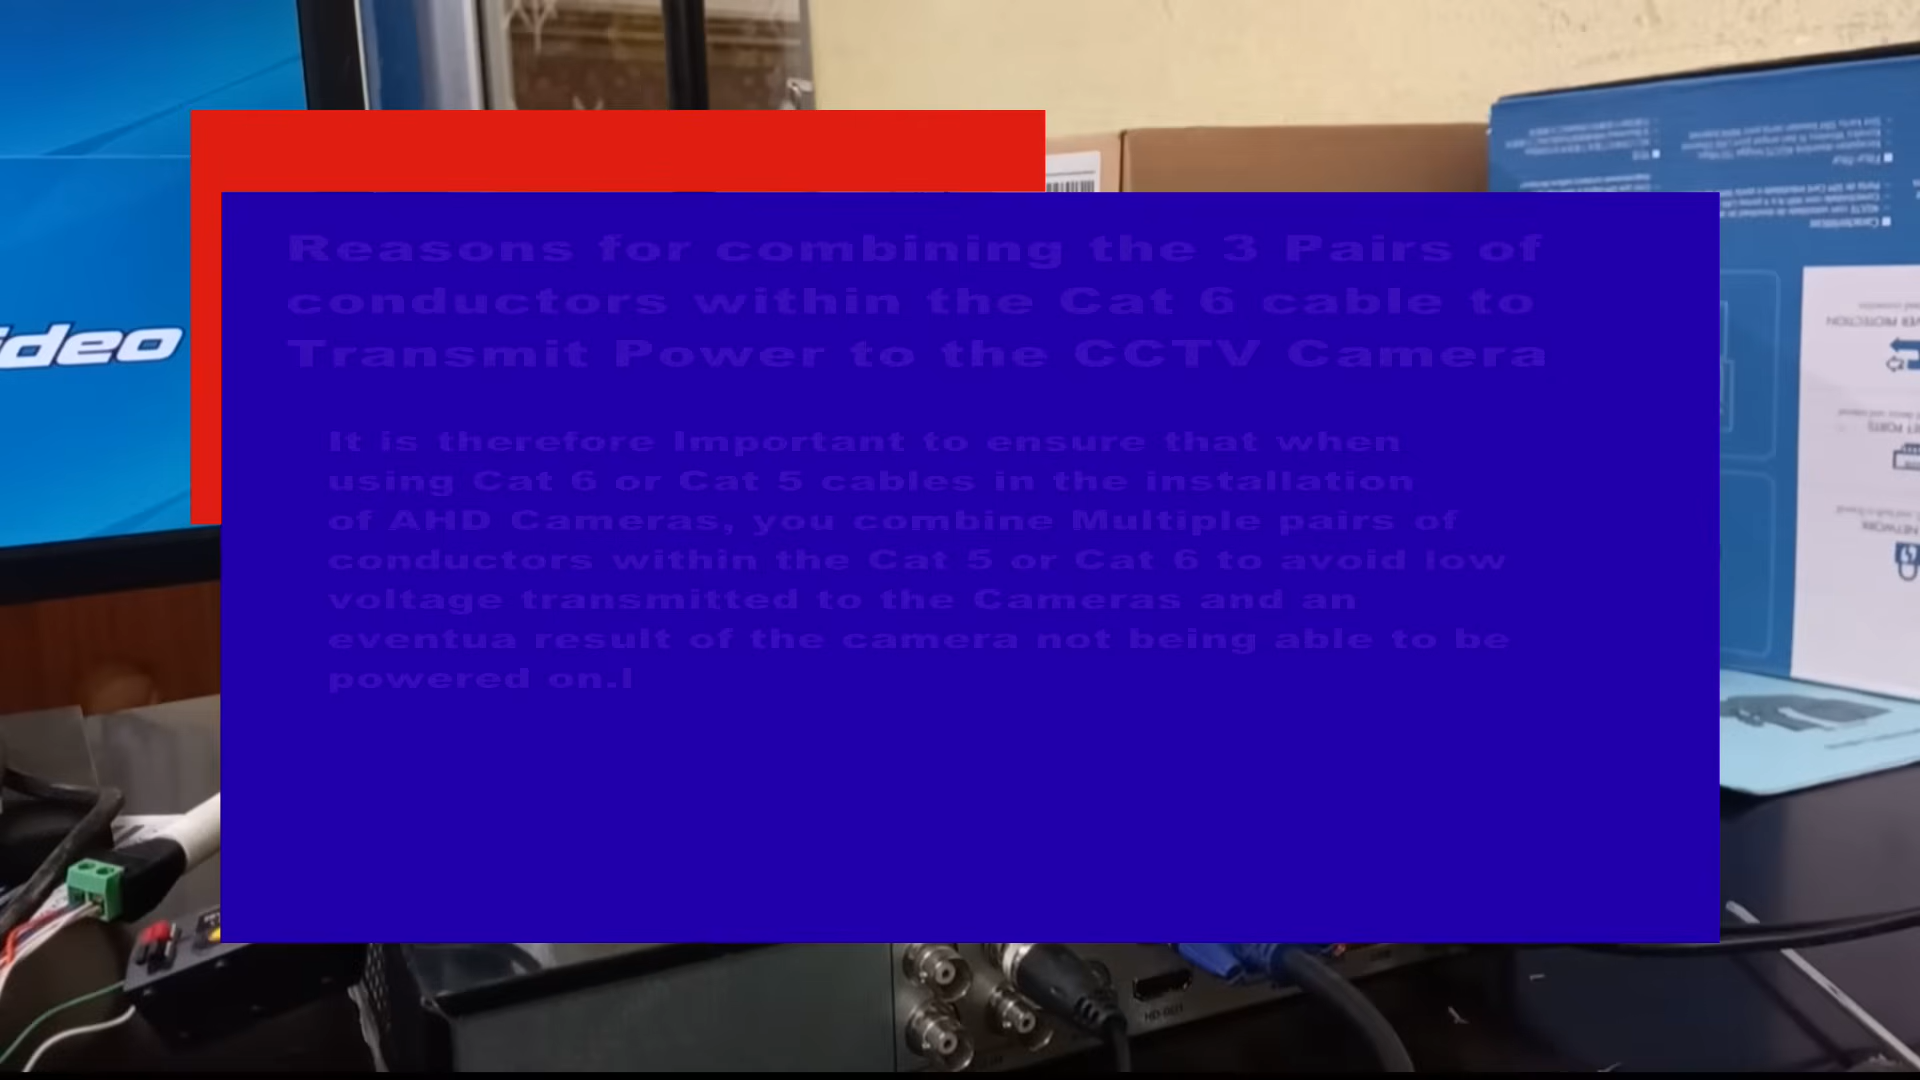 ideo
Reasons for combining the 3 Pairs of
conductors within the Cat 6 cable to
Transmit Power to the CCTV Camera
It is therefore Important to ensure that when
using Cat 6 or Cat 5 cables in the installation
of AHD Cameras, you combine Multiple pairs of
conductors within the Cat 5 or Cat 6 to avoid low
voltage transmitted to the Cameras and an
eventua result of the camera not being able to be
powered on.l